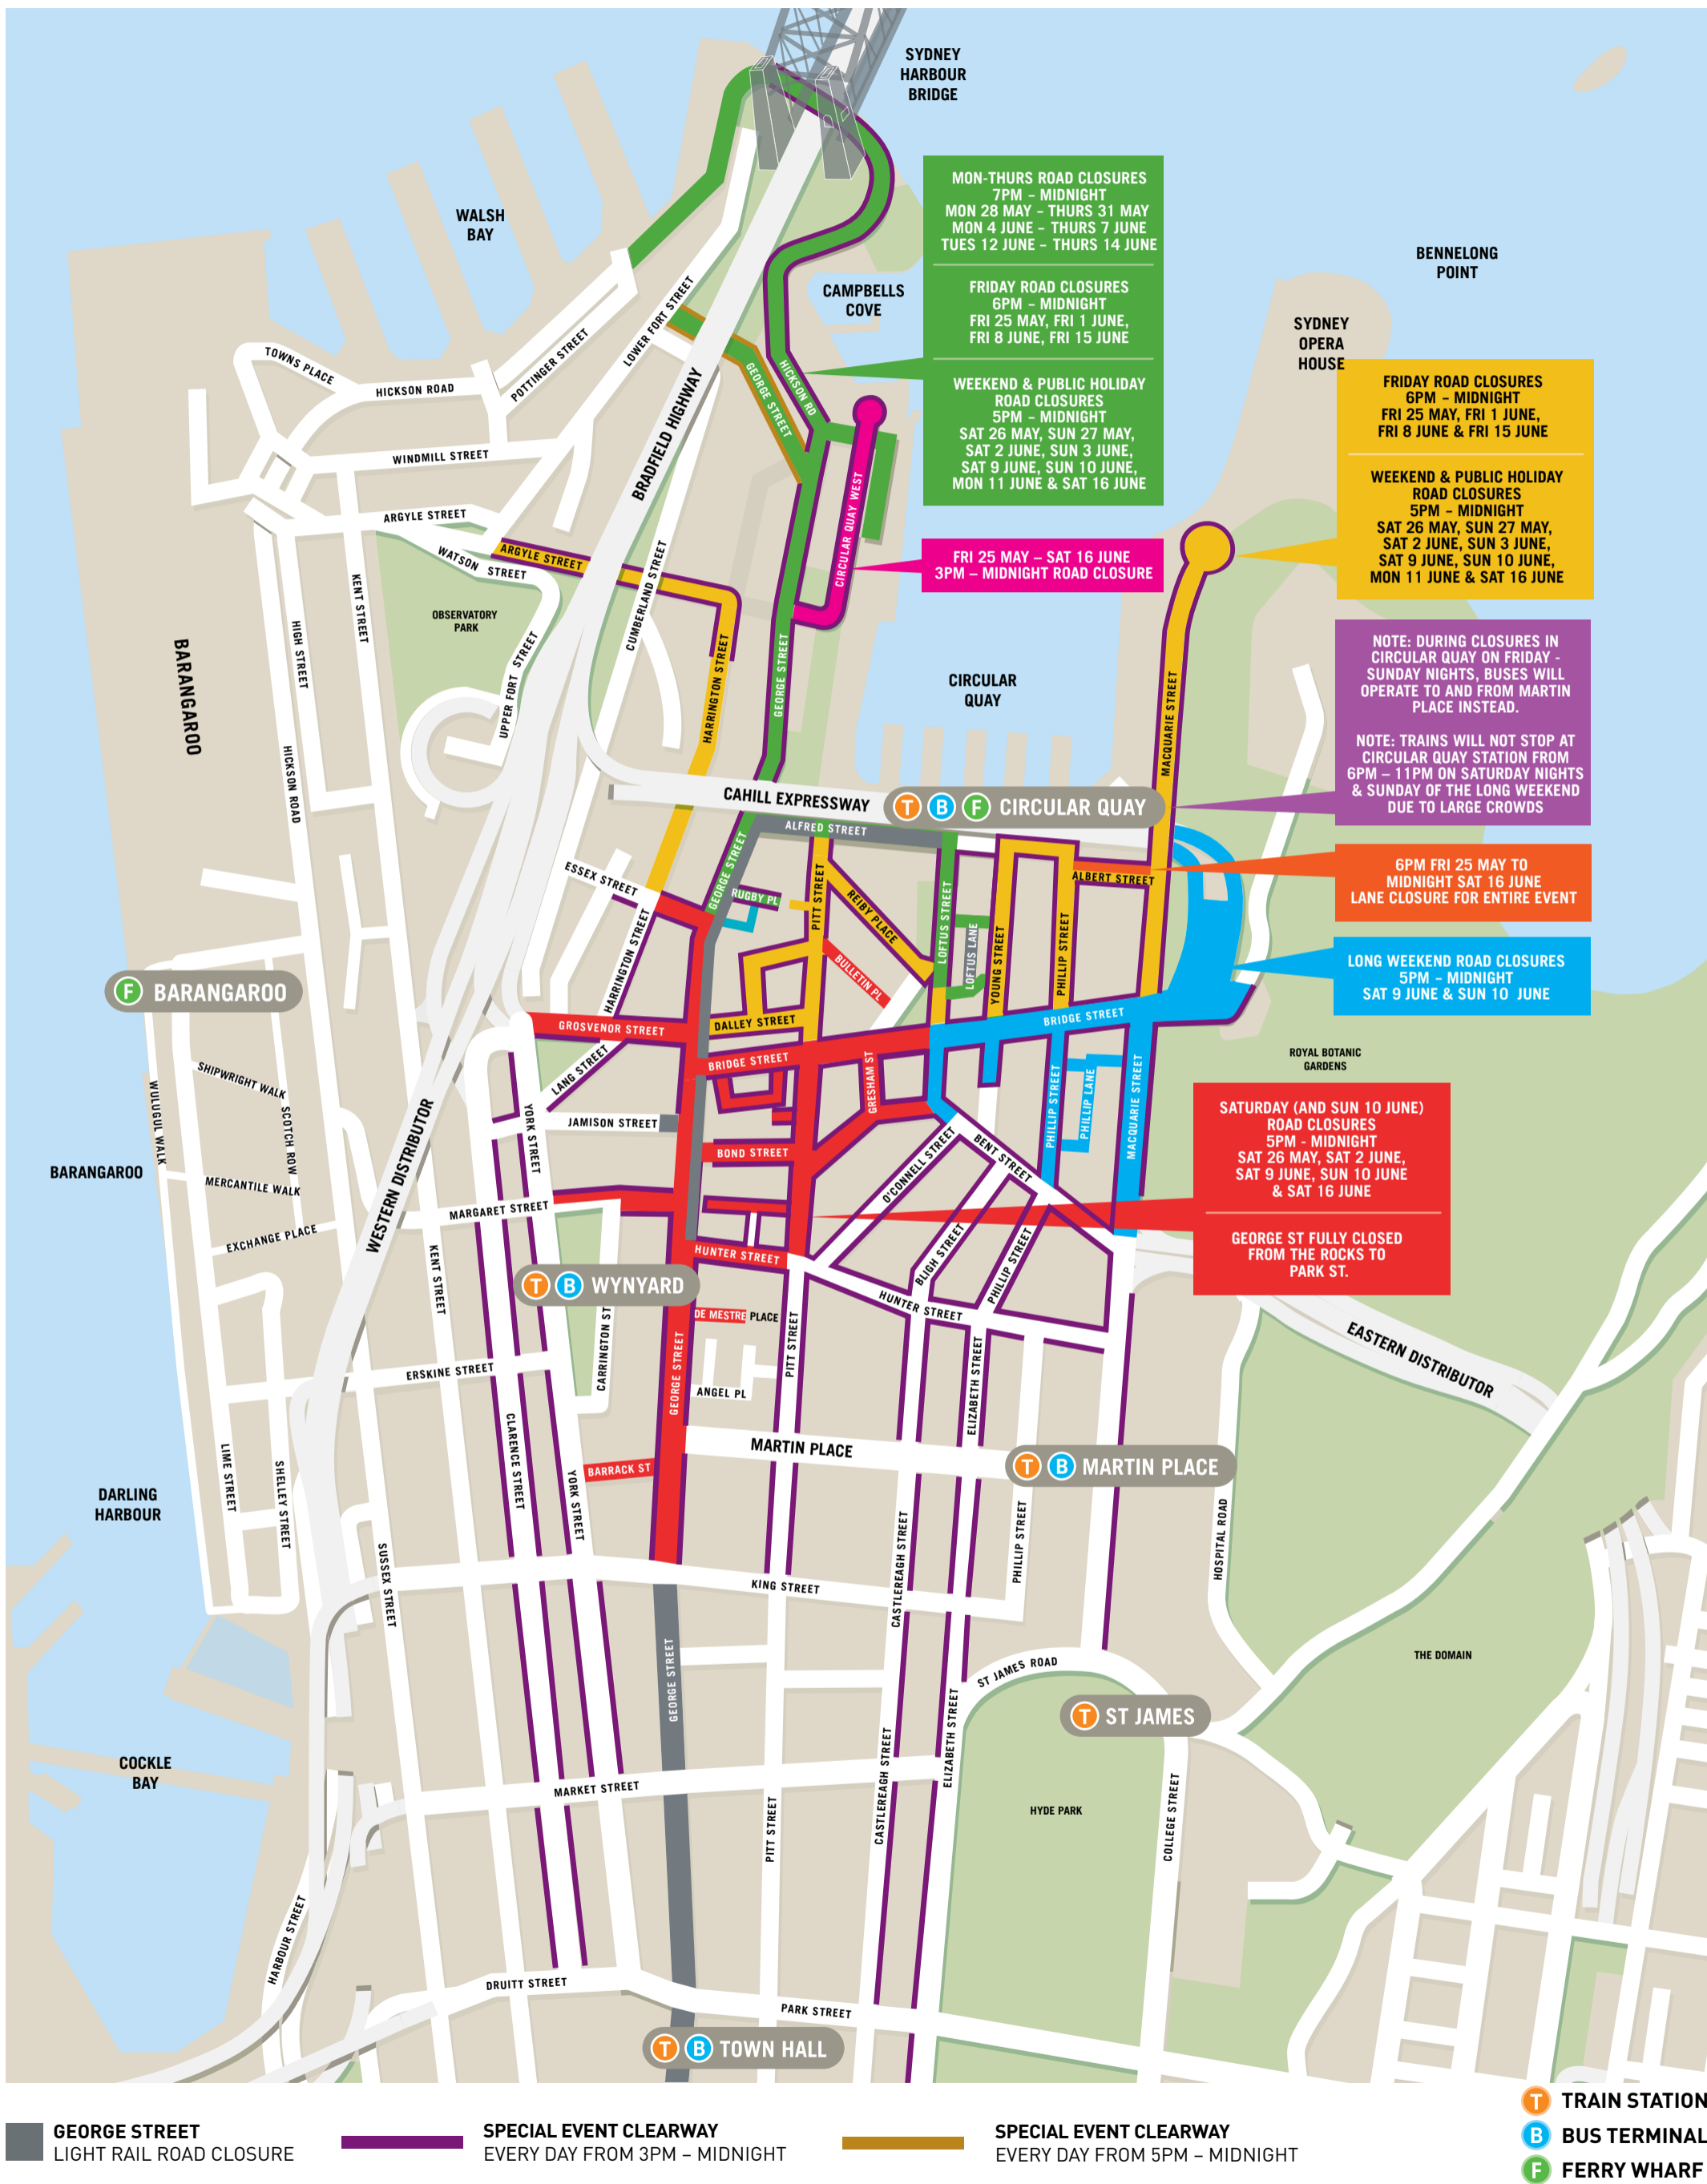 SYDNEY
HARBOUR
BRIDGE
WALSH
BAY
CAMPBELLS
COVE
BENNELONG
POINT
SYDNEY
OPERA
HOUSE
MON-THURS ROAD CLOSURES
7PM – MIDNIGHT
MON 28 MAY – THURS 31 MAY
MON 4 JUNE – THURS 7 JUNE
TUES 12 JUNE – THURS 14 JUNE
FRIDAY ROAD CLOSURES
6PM – MIDNIGHT
FRI 25 MAY, FRI 1 JUNE,
FRI 8 JUNE, FRI 15 JUNE
WEEKEND & PUBLIC HOLIDAY
ROAD CLOSURES
5PM – MIDNIGHT
SAT 26 MAY, SUN 27 MAY,
SAT 2 JUNE, SUN 3 JUNE,
SAT 9 JUNE, SUN 10 JUNE,
MON 11 JUNE & SAT 16 JUNE
FRI 25 MAY – SAT 16 JUNE
3PM – MIDNIGHT ROAD CLOSURE
FRIDAY ROAD CLOSURES
6PM – MIDNIGHT
FRI 25 MAY, FRI 1 JUNE,
FRI 8 JUNE & FRI 15 JUNE
WEEKEND & PUBLIC HOLIDAY
ROAD CLOSURES
5PM – MIDNIGHT
SAT 26 MAY, SUN 27 MAY,
SAT 2 JUNE, SUN 3 JUNE,
SAT 9 JUNE, SUN 10 JUNE,
MON 11 JUNE & SAT 16 JUNE
NOTE: DURING CLOSURES IN
CIRCULAR QUAY ON FRIDAY -
SUNDAY NIGHTS, BUSES WILL
OPERATE TO AND FROM MARTIN
PLACE INSTEAD.
NOTE: TRAINS WILL NOT STOP AT
CIRCULAR QUAY STATION FROM
6PM – 11PM ON SATURDAY NIGHTS
& SUNDAY OF THE LONG WEEKEND
DUE TO LARGE CROWDS
6PM FRI 25 MAY TO
MIDNIGHT SAT 16 JUNE
LANE CLOSURE FOR ENTIRE EVENT
LONG WEEKEND ROAD CLOSURES
5PM – MIDNIGHT
SAT 9 JUNE & SUN 10 JUNE
SATURDAY (AND SUN 10 JUNE)
ROAD CLOSURES
5PM - MIDNIGHT
SAT 26 MAY, SAT 2 JUNE,
SAT 9 JUNE, SUN 10 JUNE
& SAT 16 JUNE
GEORGE ST FULLY CLOSED
FROM THE ROCKS TO
PARK ST.
TOWNS PLACE
HICKSON ROAD
POTTINGER STREET
LOWER FORT STREET
WINDMILL STREET
BRADFIELD HIGHWAY
GEORGE STREET
HICKSON RD
CIRCULAR QUAY WEST
ARGYLE STREET
ARGYLE STREET
WATSON STREET
KENT STREET
OBSERVATORY
PARK
CUMBERLAND STREET
HIGH STREET
UPPER FORT STREET
HARRINGTON STREET
GEORGE STREET
BARANGAROO
HICKSON ROAD
CIRCULAR
QUAY
MACQUARIE STREET
CAHILL EXPRESSWAY
T B F CIRCULAR QUAY
ALFRED STREET
ESSEX STREET
GEORGE STREET
RUGBY PL
PITT STREET
REIBY PLACE
ALBERT STREET
LOFTUS STREET
LOFTUS LANE
YOUNG STREET
PHILLIP STREET
HARRINGTON STREET
BULLETIN PL
F BARANGAROO
GROSVENOR STREET
DALLEY STREET
BRIDGE STREET
BRIDGE STREET
LANG STREET
GRESHAM ST
ROYAL BOTANIC
GARDENS
SHIPWRIGHT WALK
WULUGUL WALK
SCOTCH ROW
WESTERN DISTRIBUTOR
YORK STREET
JAMISON STREET
BOND STREET
O'CONNELL STREET
BENT STREET
PHILLIP STREET
PHILLIP LANE
MACQUARIE STREET
BARANGAROO
MERCANTILE WALK
EXCHANGE PLACE
MARGARET STREET
KENT STREET
HUNTER STREET
BLIGH STREET
PHILLIP STREET
T B WYNYARD
HUNTER STREET
DE MESTRE PLACE
CARRINGTON ST
GEORGE STREET
PITT STREET
ELIZABETH STREET
EASTERN DISTRIBUTOR
ERSKINE STREET
ANGEL PL
MARTIN PLACE
T B MARTIN PLACE
CLARENCE STREET
YORK STREET
BARRACK ST
LIME STREET
SHELLEY STREET
DARLING
HARBOUR
SUSSEX STREET
KING STREET
CASTLEREAGH STREET
PHILLIP STREET
HOSPITAL ROAD
THE DOMAIN
GEORGE STREET
ST JAMES ROAD
T ST JAMES
COCKLE
BAY
MARKET STREET
PITT STREET
CASTLEREAGH STREET
ELIZABETH STREET
HYDE PARK
COLLEGE STREET
HARBOUR STREET
DRUITT STREET
PARK STREET
T B TOWN HALL
GEORGE STREET
LIGHT RAIL ROAD CLOSURE
SPECIAL EVENT CLEARWAY
EVERY DAY FROM 3PM – MIDNIGHT
SPECIAL EVENT CLEARWAY
EVERY DAY FROM 5PM – MIDNIGHT
T TRAIN STATION
B BUS TERMINAL
F FERRY WHARF